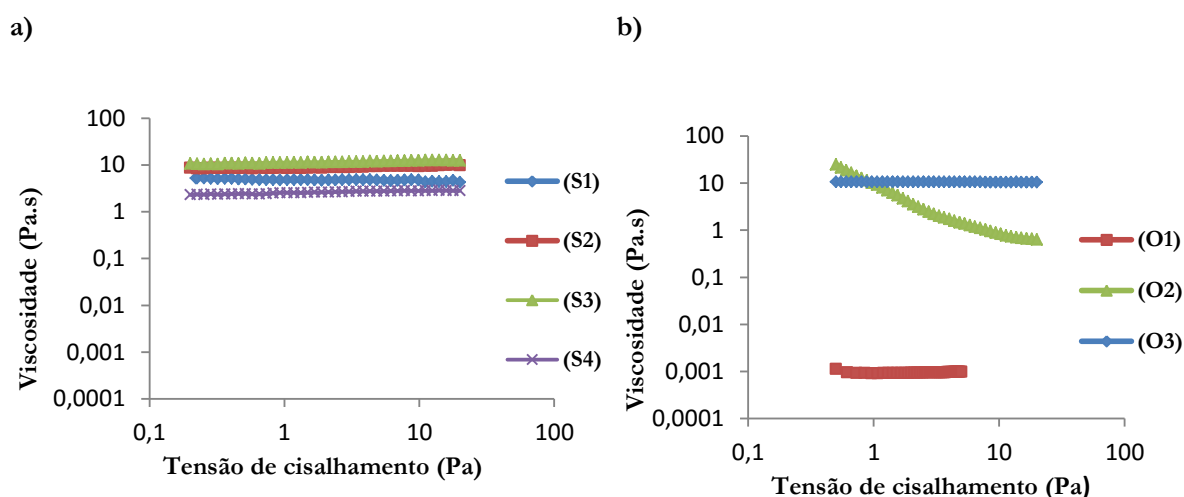 a)
b)
Viscosidade (Pa.s)
100
10
1
0,1
0,01
0,001
0,0001
0,1 1 10 100
Tensão de cisalhamento (Pa)
(S1)
(S2)
(S3)
(S4)
Viscosidade (Pa.s)
100
10
1
0,1
0,01
0,001
0,0001
0,1 1 10 100
Tensão de cisalhamento (Pa)
(O1)
(O2)
(O3)